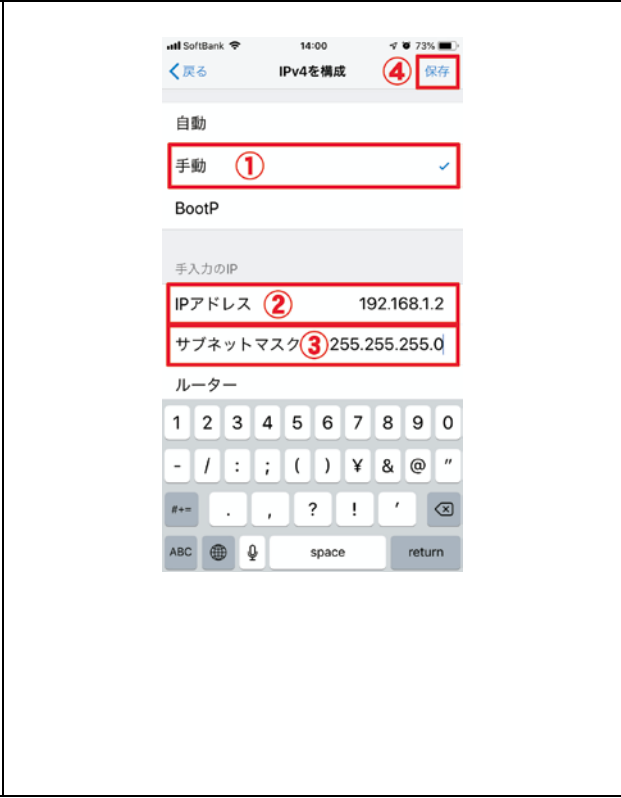 SoftBank 14:00 73%
戻る IPv4を構成 ④ 保存
自動
手動 ①
BootP
手入力のIP
IPアドレス ② 192.168.1.2
サブネットマスク ③ 255.255.255.0
ルーター
1 2 3 4 5 6 7 8 9 0
- / : ; ( ) ¥ & @ "
#+= . , ? ! '
ABC space return